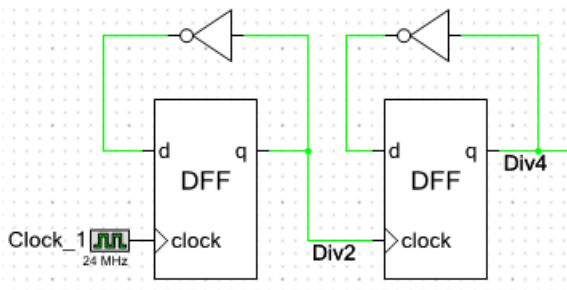 d q
DFF
Clock_1
24 MHz
clock
Div2
d q
DFF
clock
Div4